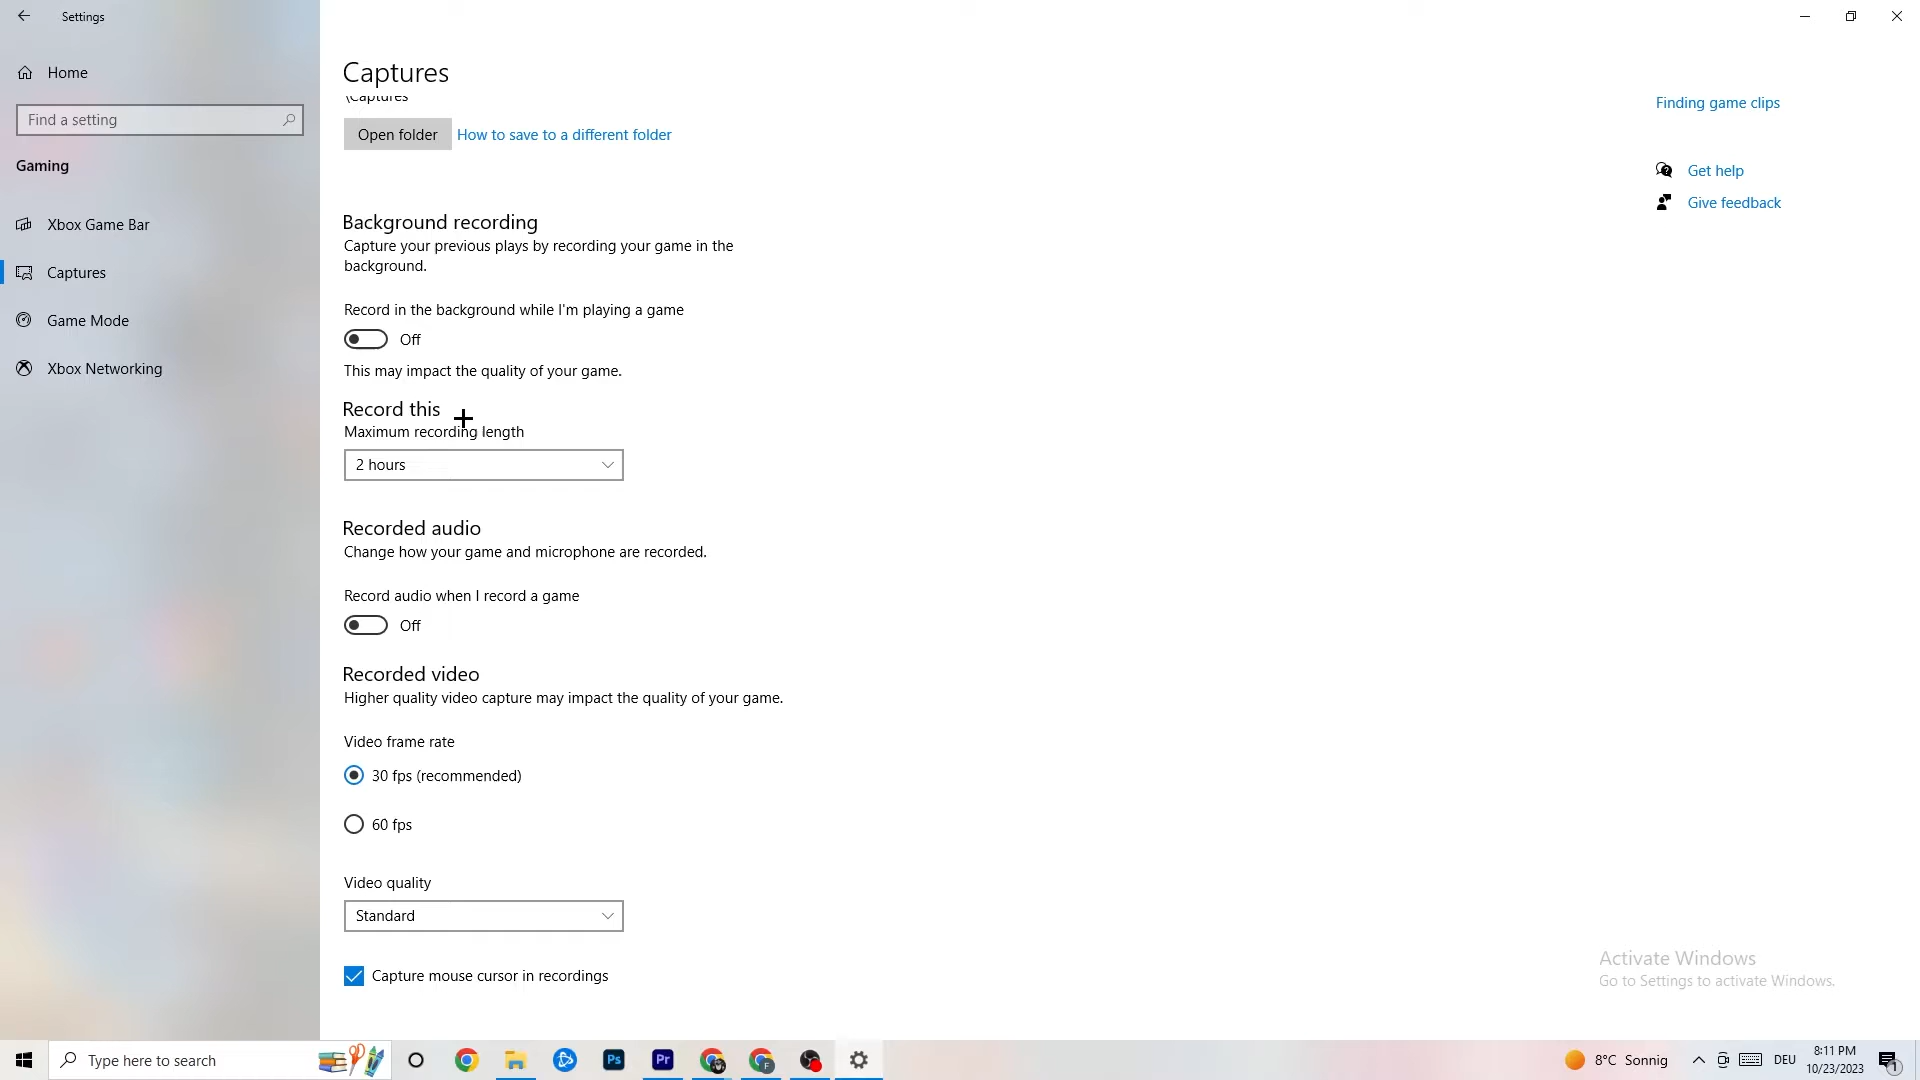 Settings
Home
Find a setting
Gaming
Xbox Game Bar
Captures
Game Mode
Xbox Networking
Captures
\Captures
Open folder How to save to a different folder
Background recording
Capture your previous plays by recording your game in the
background.
Record in the background while I'm playing a game
Off
This may impact the quality of your game.
Record this
Maximum recording length
2 hours
Recorded audio
Change how your game and microphone are recorded.
Record audio when I record a game
Off
Recorded video
Higher quality video capture may impact the quality of your game.
Video frame rate
30 fps (recommended)
60 fps
Video quality
Standard
Capture mouse cursor in recordings
Finding game clips
Get help
Give feedback
Activate Windows
Go to Settings to activate Windows.
Type here to search
Ps
Pr
F
8°C Sonnig
DEU
8:11 PM
10/23/2023
1